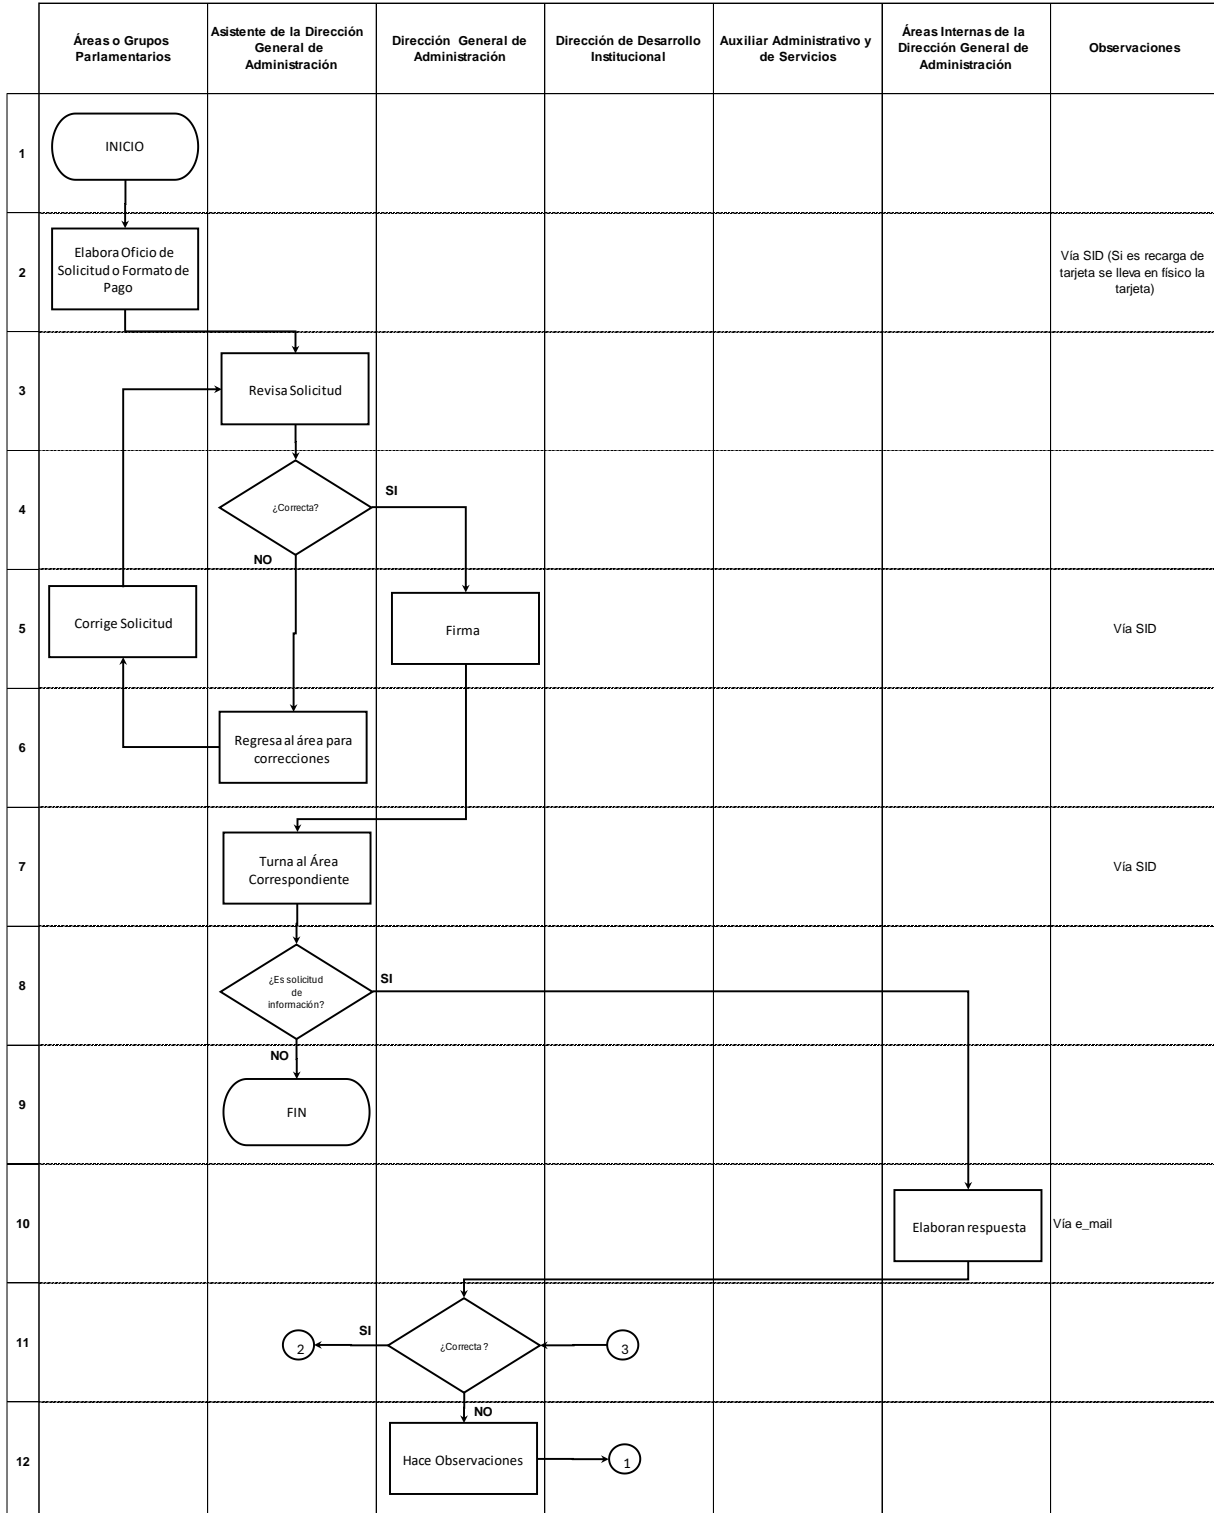 Áreas o Grupos
Parlamentarios
Asistente de la Dirección
General de
Administración
Dirección General de
Administración
Dirección de Desarrollo
Institucional
Auxiliar Administrativo y
de Servicios
Áreas Internas de la
Dirección General de
Administración
Observaciones
1
INICIO
2
Elabora Oficio de
Solicitud o Formato de
Pago
Vía SID (Si es recarga de
tarjeta se lleva en físico la
tarjeta)
3
Revisa Solicitud
4
¿Correcta?
SI
NO
5
Corrige Solicitud
Firma
Vía SID
6
Regresa al área para
correcciones
7
Turna al Área
Correspondiente
Vía SID
8
¿Es solicitud
de
información?
SI
NO
9
FIN
10
Elaboran respuesta
Vía e_mail
11
2
SI
¿Correcta?
3
NO
12
Hace Observaciones
1